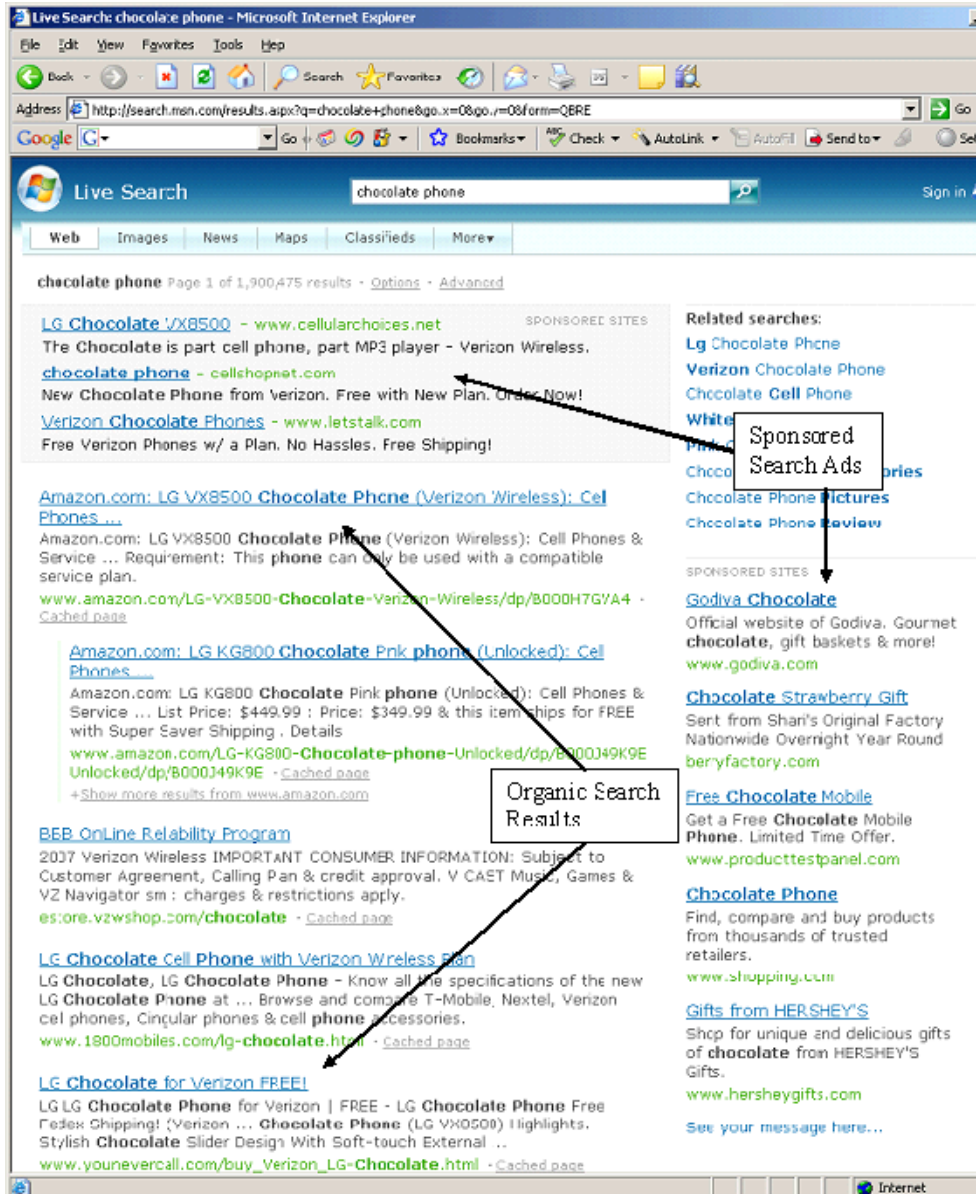 Live Search: chocolate phone - Microsoft Internet Explorer
File Edit View Favorites Tools Help
Back Search Favorites
Address http://search.msn.com/results.aspx?q=chocolate+phone&go.x=0&go.y=0&form=QBRE Go
Google G Go Bookmarks Check AutoLink AutoFill Send to
Live Search chocolate phone Sign in
Web Images News Maps Classifieds More
chocolate phone Page 1 of 1,900,475 results · Options · Advanced
LG Chocolate VX8500 - www.cellularchoices.net SPONSORED SITES
The Chocolate is part cell phone, part MP3 player - Verizon Wireless.
chocolate phone - cellshopnet.com
New Chocolate Phone from Verizon. Free with New Plan. Order Now!
Verizon Chocolate Phones - www.letstalk.com
Free Verizon Phones w/ a Plan. No Hassles. Free Shipping!
Amazon.com: LG VX8500 Chocolate Phone (Verizon Wireless): Cell
Phones ...
Amazon.com: LG VX8500 Chocolate Phone (Verizon Wireless): Cell Phones &
Service ... Requirement: This phone can only be used with a compatible
service plan.
www.amazon.com/LG-VX8500-Chocolate-Verizon-Wireless/dp/B000H7GVA4 ·
Cached page
Amazon.com: LG KG800 Chocolate Pink phone (Unlocked): Cell
Phones ...
Amazon.com: LG KG800 Chocolate Pink phone (Unlocked): Cell Phones &
Service ... List Price: $449.99 : Price: $349.99 & this item ships for FREE
with Super Saver Shipping . Details
www.amazon.com/LG-KG800-Chocolate-phone-Unlocked/dp/B000J49K9E
Unlocked/dp/B000J49K9E · Cached page
+Show more results from www.amazon.com
BEB OnLine Reliability Program
2007 Verizon Wireless IMPORTANT CONSUMER INFORMATION: Subject to
Customer Agreement, Calling Plan & credit approval. V CAST Music, Games &
VZ Navigator sm : charges & restrictions apply.
estore.vzwshop.com/chocolate · Cached page
LG Chocolate Cell Phone with Verizon Wireless Plan
LG Chocolate, LG Chocolate Phone - Know all the specifications of the new
LG Chocolate Phone at ... Browse and compare T-Mobile, Nextel, Verizon
cell phones, Cingular phones & cell phone accessories.
www.1800mobiles.com/lg-chocolate.html · Cached page
LG Chocolate for Verizon FREE!
LG LG Chocolate Phone for Verizon | FREE - LG Chocolate Phone Free
Fedex Shipping! (Verizon ... Chocolate Phone (LG VX8500) Highlights.
Stylish Chocolate Slider Design With Soft-touch External ..
www.younevercall.com/buy_Verizon_LG-Chocolate.html · Cached page
Related searches:
Lg Chocolate Phone
Verizon Chocolate Phone
Chocolate Cell Phone
White
Chocolate Phone Pictures
Chocolate Phone Review
SPONSORED SITES
Godiva Chocolate
Official website of Godiva. Gourmet
chocolate, gift baskets & more!
www.godiva.com
Chocolate Strawberry Gift
Sent from Shari's Original Factory
Nationwide Overnight Year Round
berryfactory.com
Free Chocolate Mobile
Get a Free Chocolate Mobile
Phone. Limited Time Offer.
www.producttestpanel.com
Chocolate Phone
Find, compare and buy products
from thousands of trusted
retailers.
www.shopping.com
Gifts from HERSHEY'S
Shop for unique and delicious gifts
of chocolate from HERSHEY'S
Gifts.
www.hersheygifts.com
See your message here...
Sponsored
Search Ads
Organic Search
Results
Internet